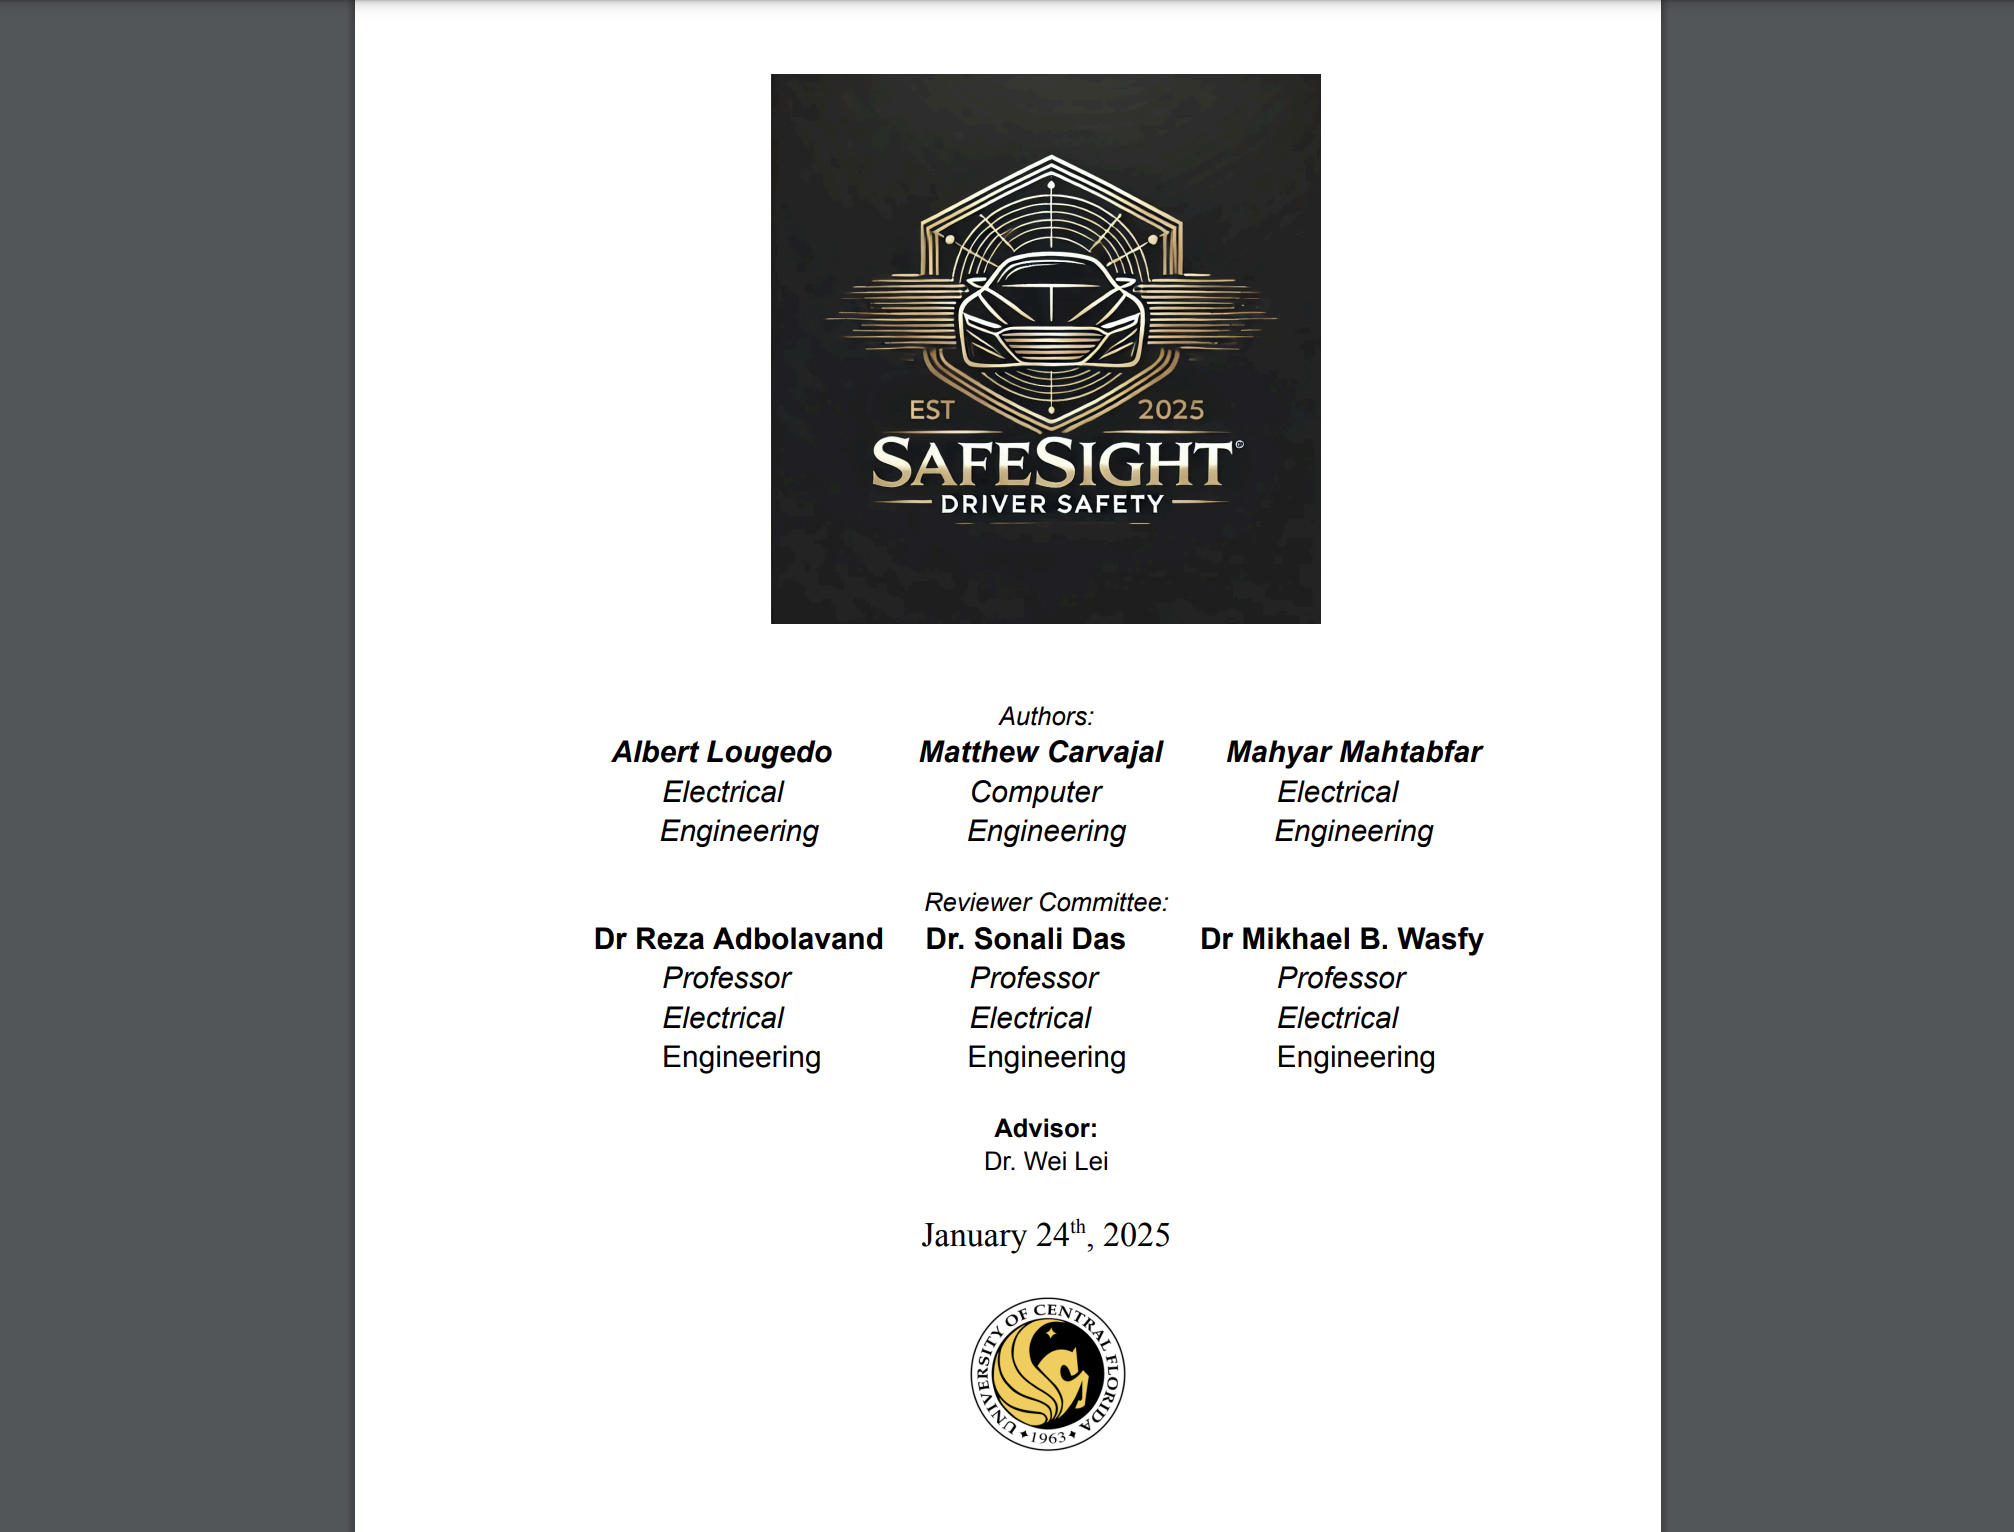 EST 2025
SAFESIGHT©
DRIVER SAFETY
Authors:
Albert Lougedo Matthew Carvajal Mahyar Mahtabfar
Electrical Computer Electrical
Engineering Engineering Engineering
Reviewer Committee:
Dr Reza Adbolavand Dr. Sonali Das Dr Mikhael B. Wasfy
Professor Professor Professor
Electrical Electrical Electrical
Engineering Engineering Engineering
Advisor:
Dr. Wei Lei
January 24th, 2025
UNIVERSITY OF CENTRAL FLORIDA
1963